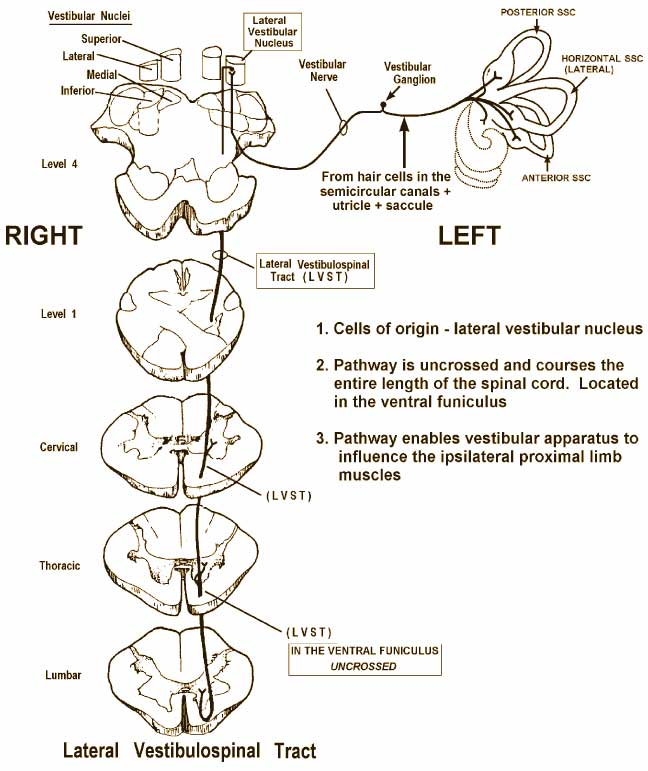 Vestibular Nuclei
Superior
Lateral
Medial
Inferior
Lateral
Vestibular
Nucleus
Vestibular
Nerve
Vestibular
Ganglion
POSTERIOR SSC
HORIZONTAL SSC
(LATERAL)
ANTERIOR SSC
From hair cells in the
semicircular canals +
utricle + saccule
Level 4
RIGHT
LEFT
Lateral Vestibulospinal
Tract (LVST)
Level 1
1. Cells of origin - lateral vestibular nucleus
2. Pathway is uncrossed and courses the
entire length of the spinal cord. Located
in the ventral funiculus
3. Pathway enables vestibular apparatus to
influence the ipsilateral proximal limb
muscles
Cervical
(LVST)
Thoracic
(LVST)
IN THE VENTRAL FUNICULUS
UNCROSSED
Lumbar
Lateral Vestibulospinal Tract